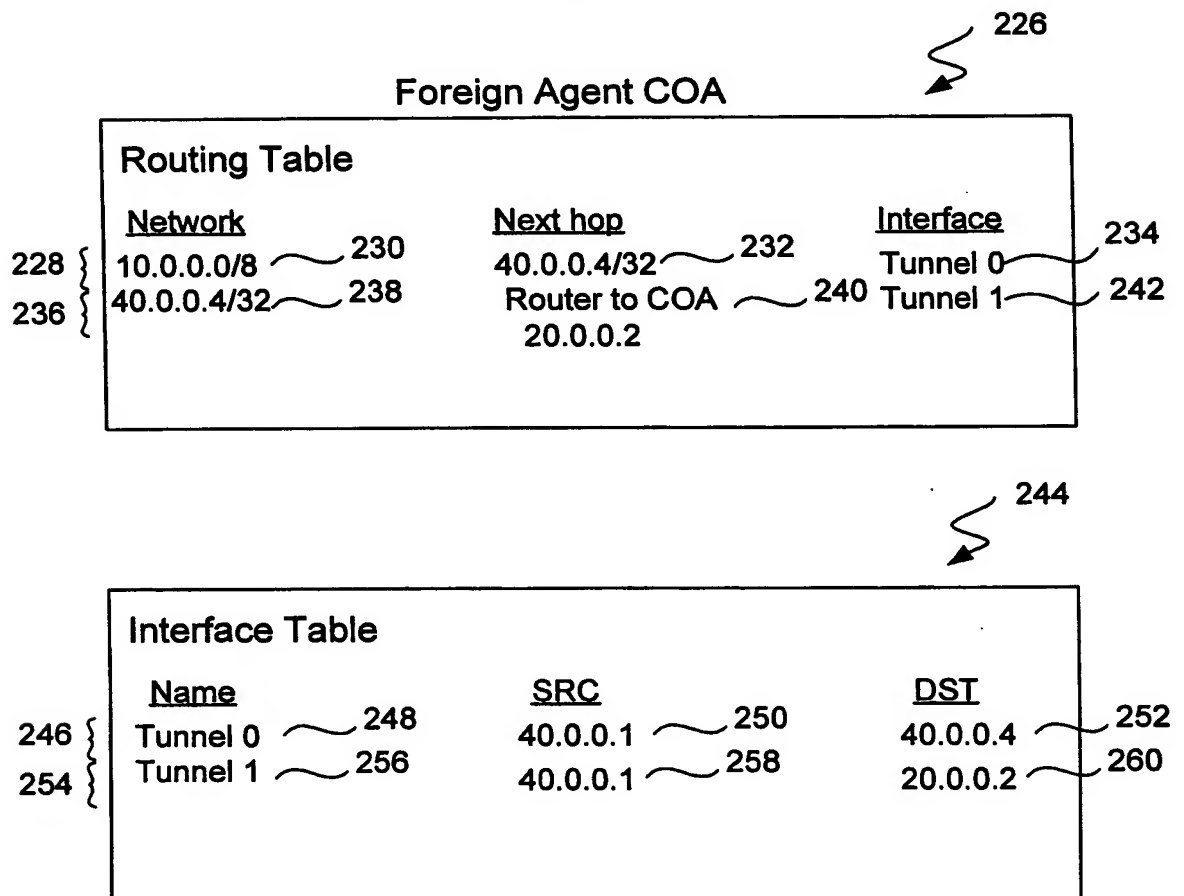 226
Foreign Agent COA
Routing Table
Network Next hop Interface
228 10.0.0.0/8 230 40.0.0.4/32 232 Tunnel 0 234
236 40.0.0.4/32 238 Router to COA 240 Tunnel 1 242
20.0.0.2
244
Interface Table
Name SRC DST
246 Tunnel 0 248 40.0.0.1 250 40.0.0.4 252
254 Tunnel 1 256 40.0.0.1 258 20.0.0.2 260